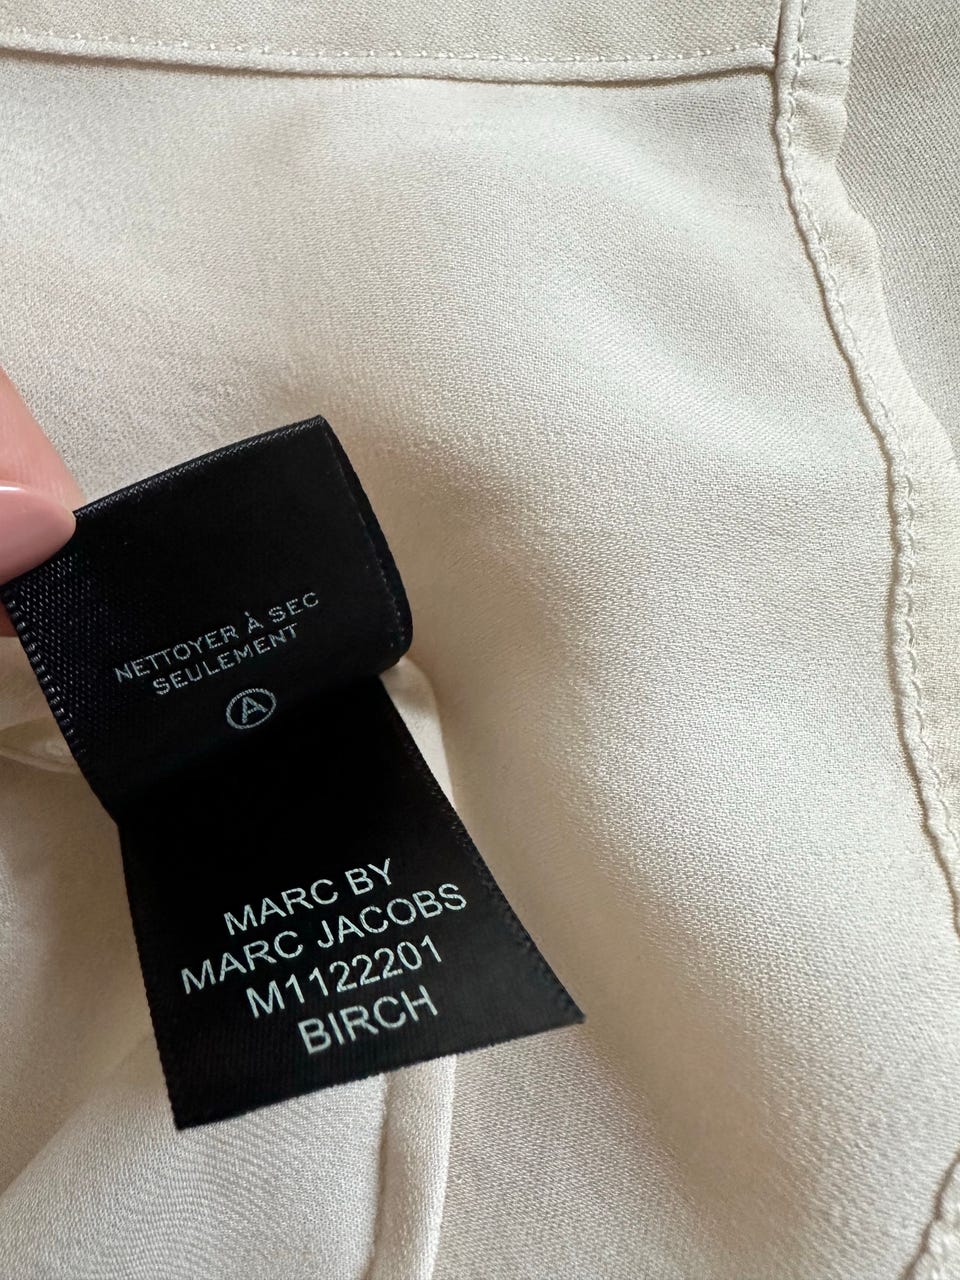 NETTOYER À SEC
SEULEMENT
A
MARC BY
MARC JACOBS
M1122201
BIRCH